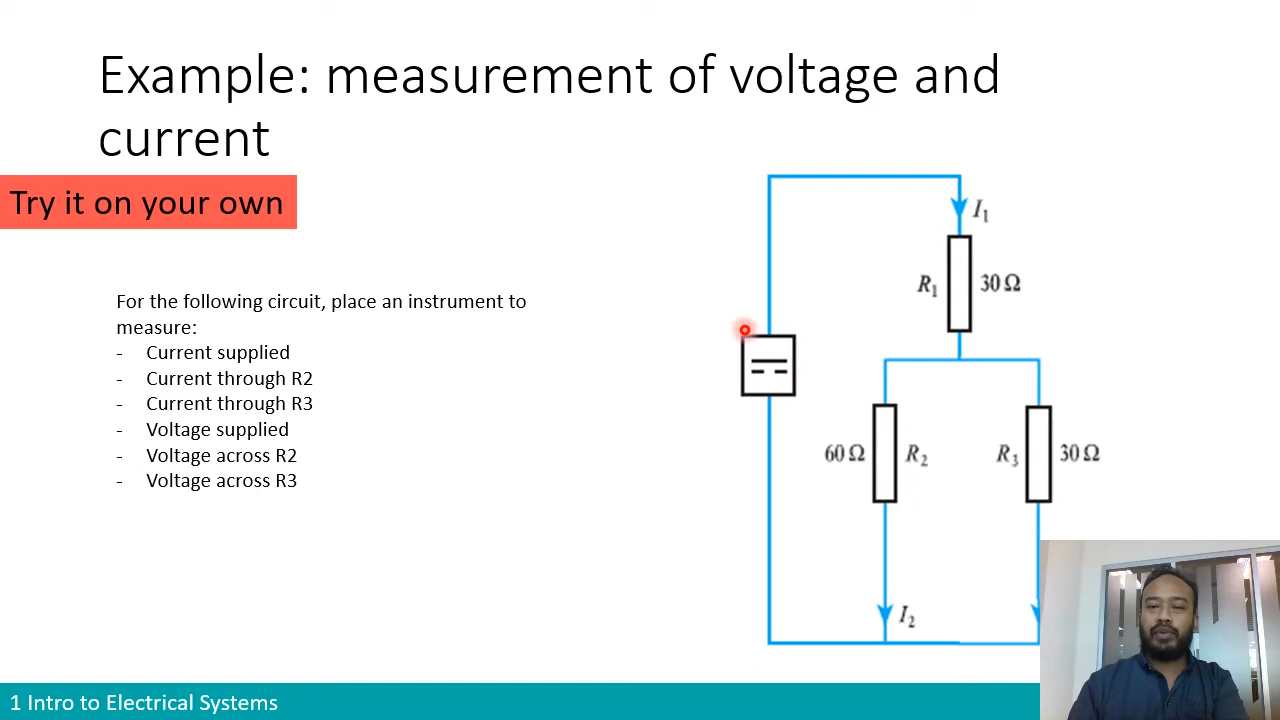 Example: measurement of voltage and
current
Try it on your own
For the following circuit, place an instrument to
measure:
- Current supplied
- Current through R2
- Current through R3
- Voltage supplied
- Voltage across R2
- Voltage across R3
I₁
R₁ 30 Ω
60 Ω R₂
R₃ 30 Ω
I₂
1 Intro to Electrical Systems